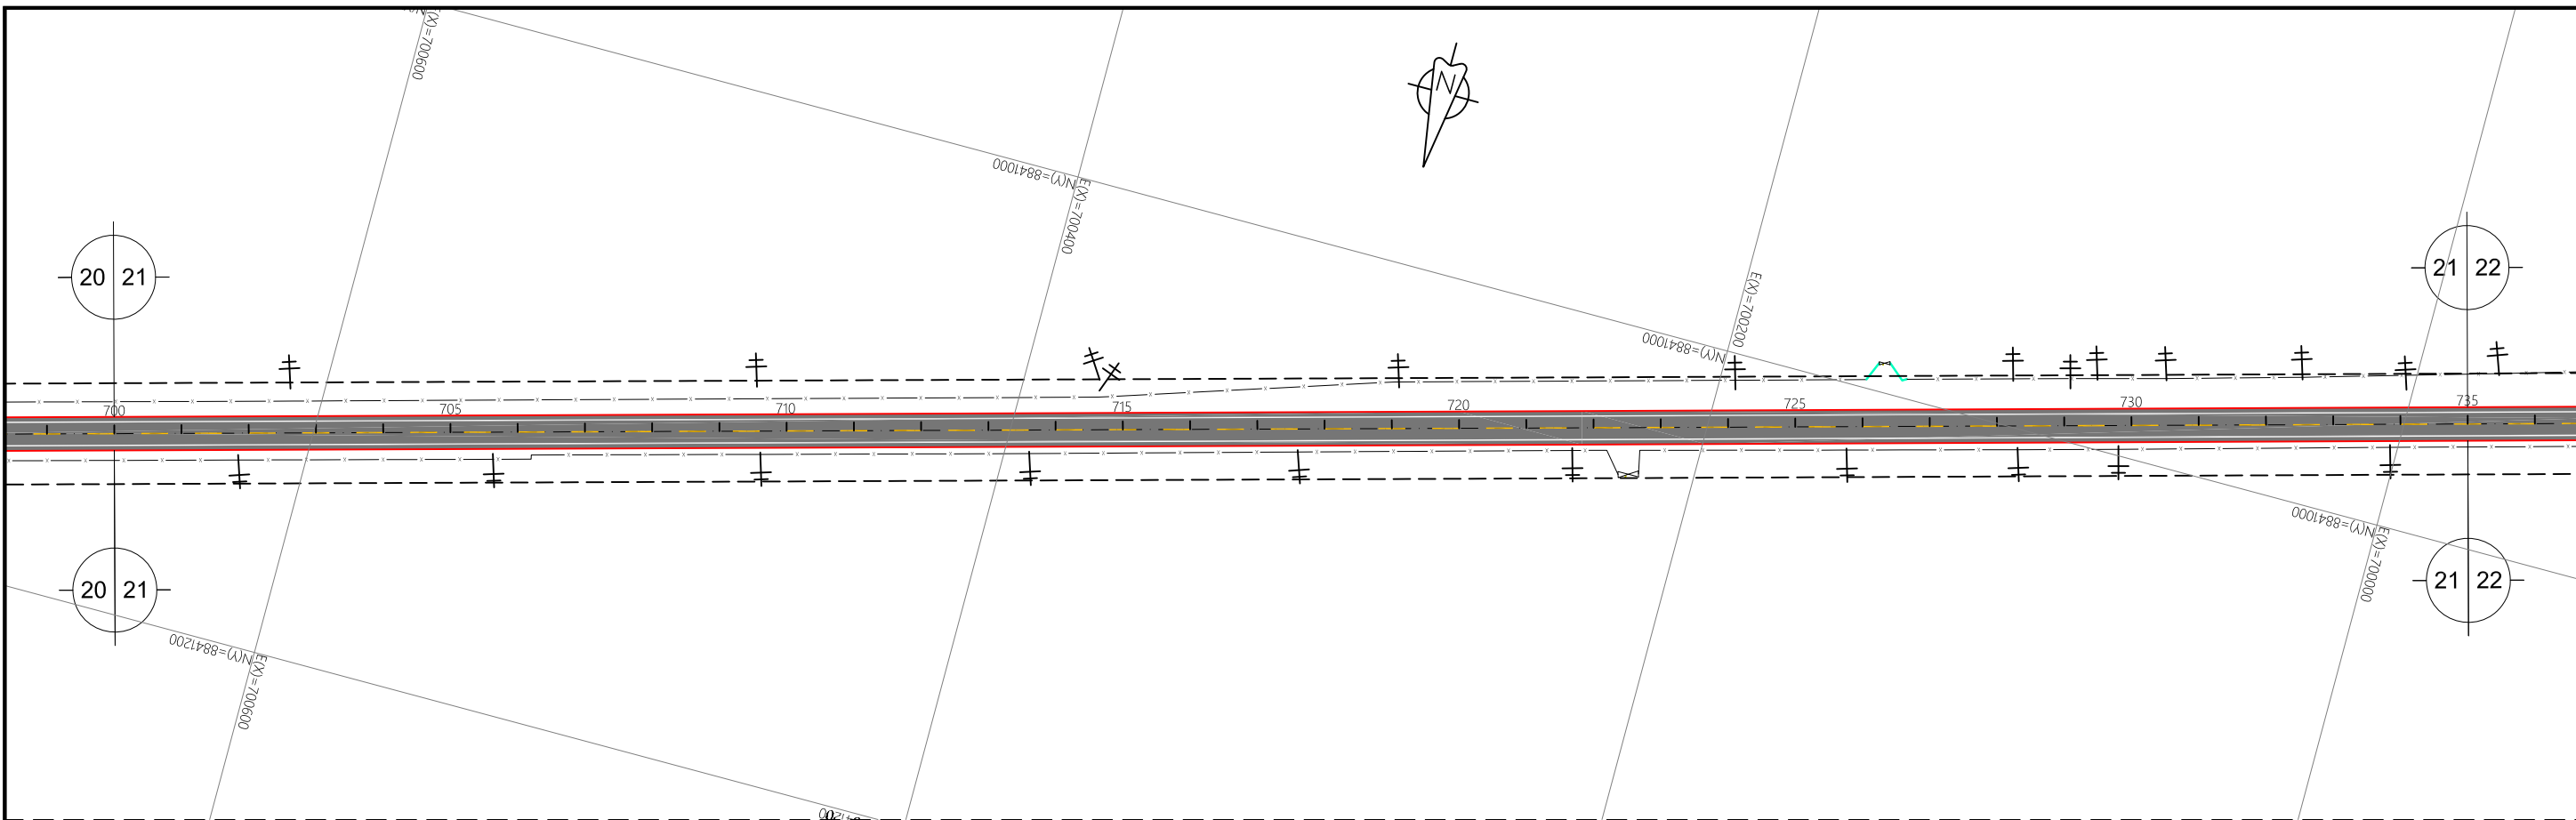 E(X)=700600
N
N(Y)=8841000
E(X)=700400
20 21
21 22
E(X)=700200
N(Y)=8841000
700
705
710
715
720
725
730
735
N(Y)=8841000
E(X)=700000
20 21
21 22
N(Y)=8841200
E(X)=700600